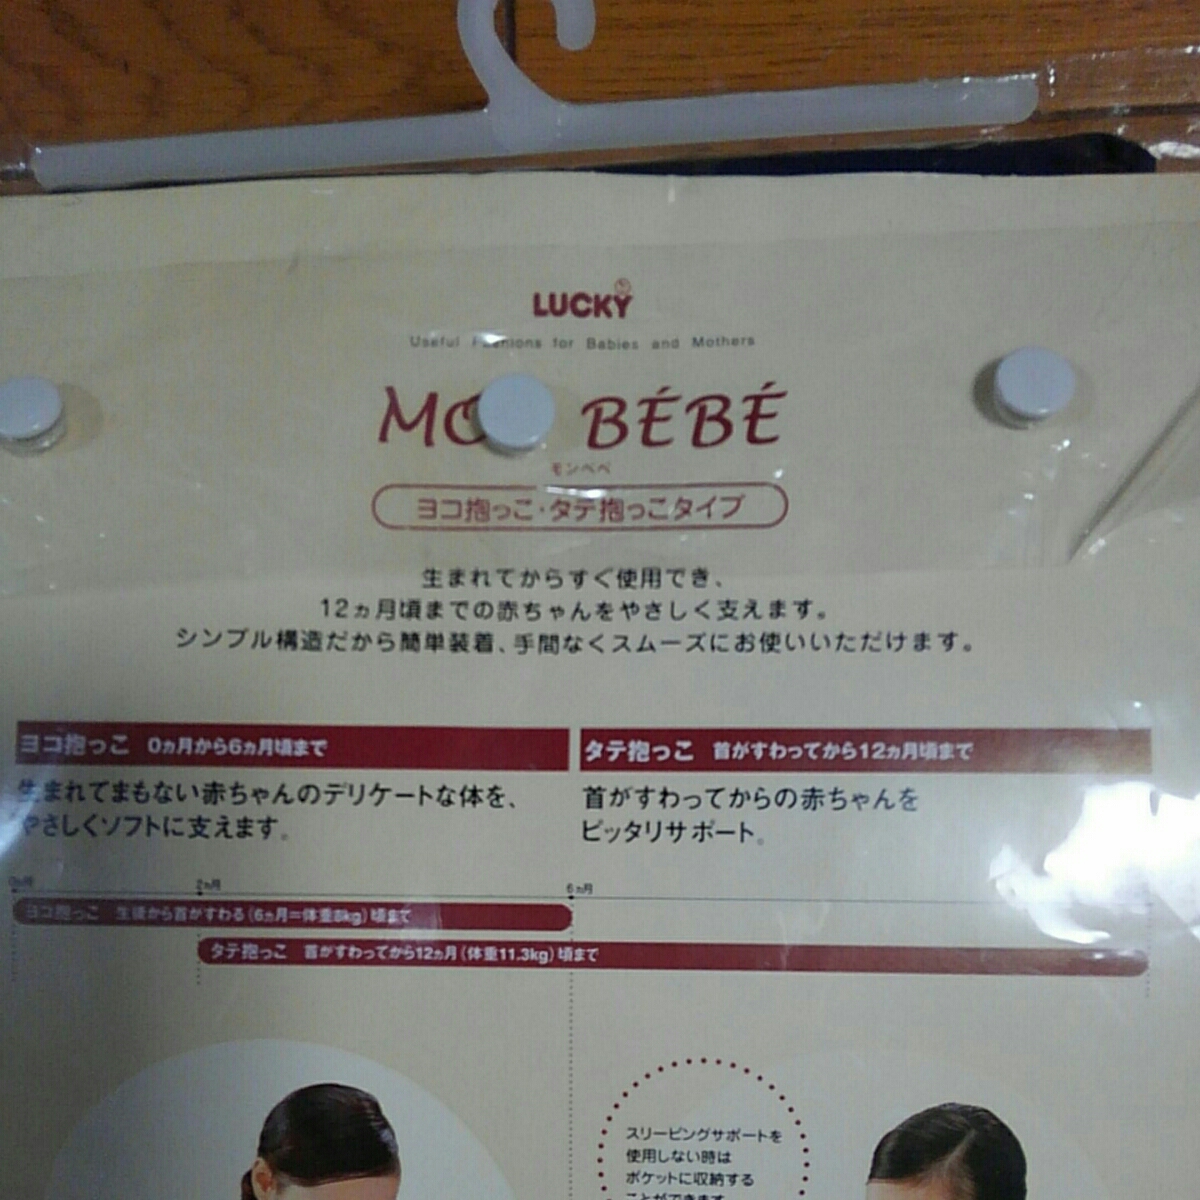 LUCKY
Useful Fashions for Babies and Mothers
MO BÉBÉ
モンベベ
ヨコ抱っこ・タテ抱っこタイプ
生まれてからすぐ使用でき、
12ヵ月頃までの赤ちゃんをやさしく支えます。
シンプル構造だから簡単装着、手間なくスムーズにお使いいただけます。
ヨコ抱っこ 0ヵ月から6ヵ月頃まで
生まれてまもない赤ちゃんのデリケートな体を、
やさしくソフトに支えます。
タテ抱っこ 首がすわってから12ヵ月頃まで
首がすわってからの赤ちゃんを
ピッタリサポート。
0ヵ月 2ヵ月 6ヵ月
ヨコ抱っこ 生後から首がすわる(6ヵ月=体重8kg)頃まで
タテ抱っこ 首がすわってから12ヵ月(体重11.3kg)頃まで
スリーピングサポートを
使用しない時は
ポケットに収納する
ことができます